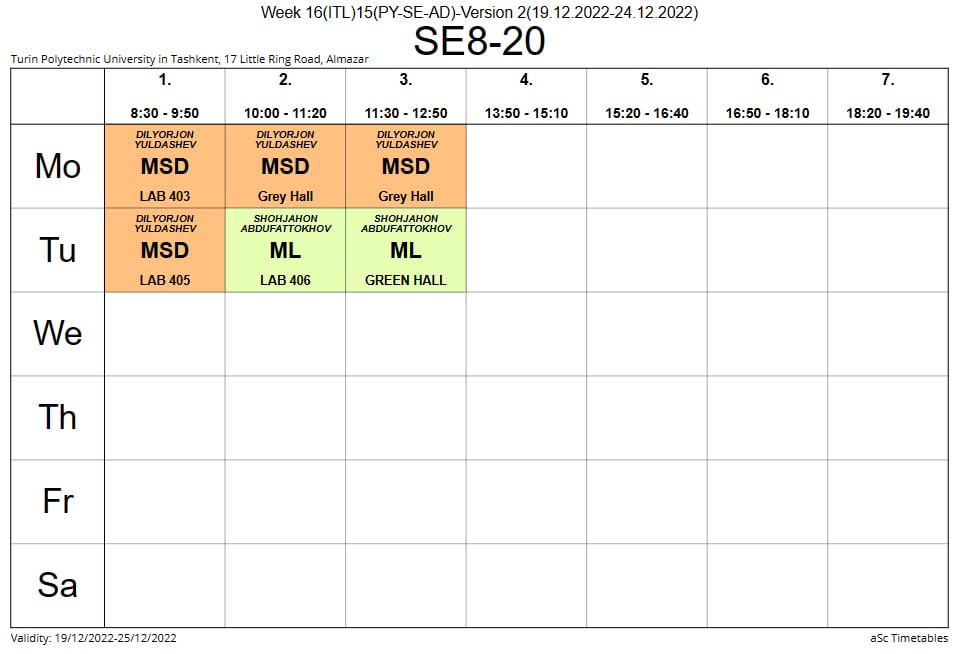 Week 16(ITL)15(PY-SE-AD)-Version 2(19.12.2022-24.12.2022)
SE8-20
Turin Polytechnic University in Tashkent, 17 Little Ring Road, Almazar
1. 2. 3. 4. 5. 6. 7.
8:30 - 9:50 10:00 - 11:20 11:30 - 12:50 13:50 - 15:10 15:20 - 16:40 16:50 - 18:10 18:20 - 19:40
Mo
DILYORJON
YULDASHEV
MSD
LAB 403
DILYORJON
YULDASHEV
MSD
Grey Hall
DILYORJON
YULDASHEV
MSD
Grey Hall
Tu
DILYORJON
YULDASHEV
MSD
LAB 405
SHOHJAHON
ABDUFATTOKHOV
ML
LAB 406
SHOHJAHON
ABDUFATTOKHOV
ML
GREEN HALL
We
Th
Fr
Sa
Validity: 19/12/2022-25/12/2022
aSc Timetables